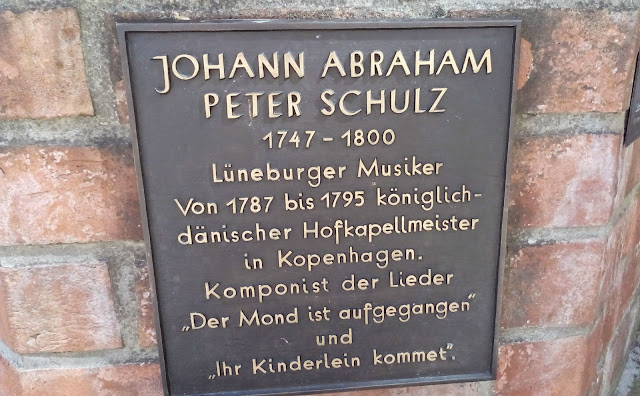 JOHANN ABRAHAM
PETER SCHULZ
1747 - 1800
Lüneburger Musiker
Von 1787 bis 1795 königlich-
dänischer Hofkapellmeister
in Kopenhagen.
Komponist der Lieder
„Der Mond ist aufgegangen"
und
„Ihr Kinderlein kommet".